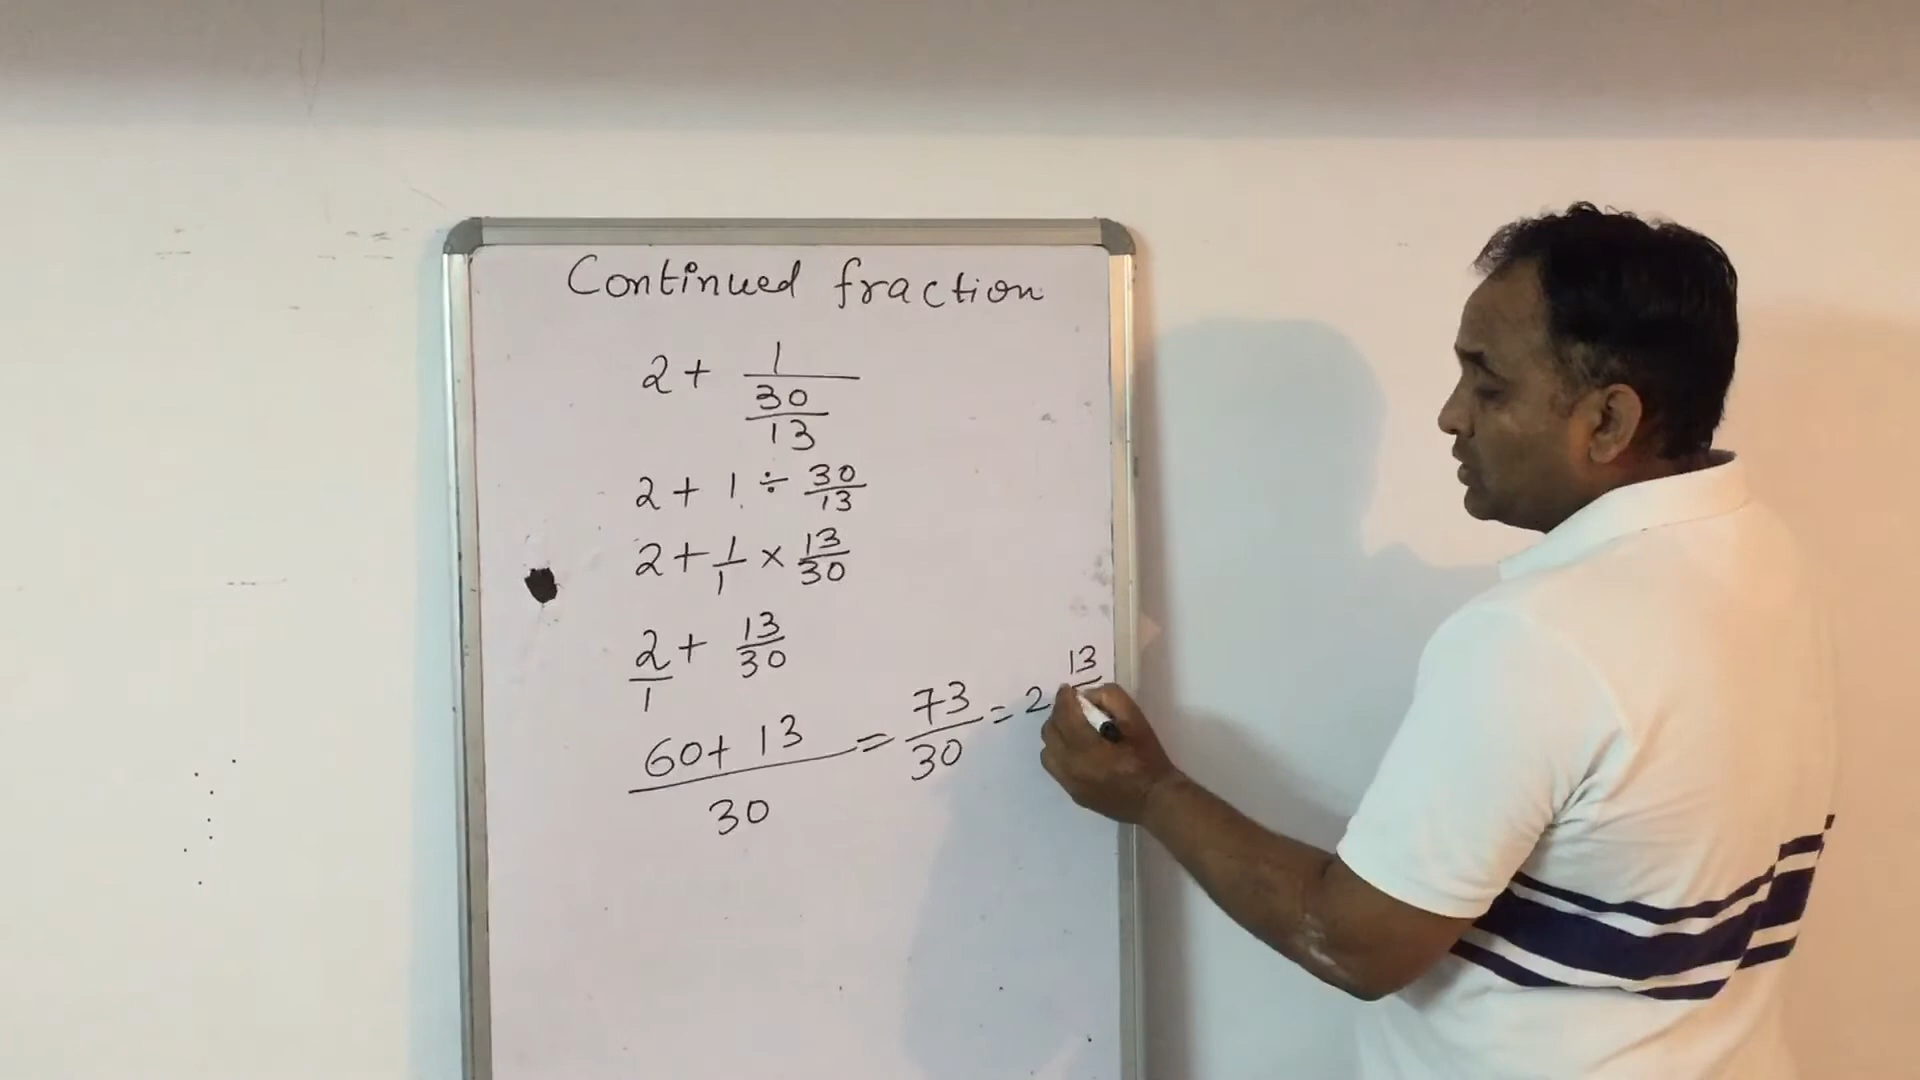 Continued fraction
2 + 1
30
13
2 + 1 ÷ 30/13
2 + 1/1 × 13/30
2/1 + 13/30
60 + 13 = 73/30 = 2 13
30